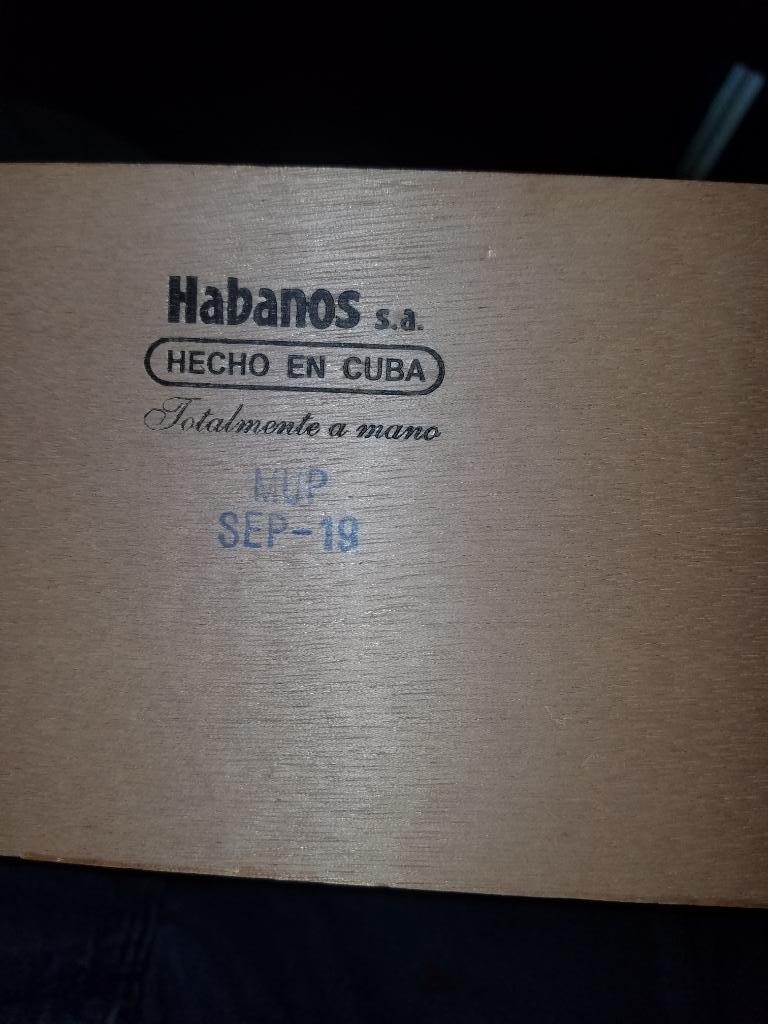 Habanos s.a.
HECHO EN CUBA
Totalmente a mano
MUP
SEP-19